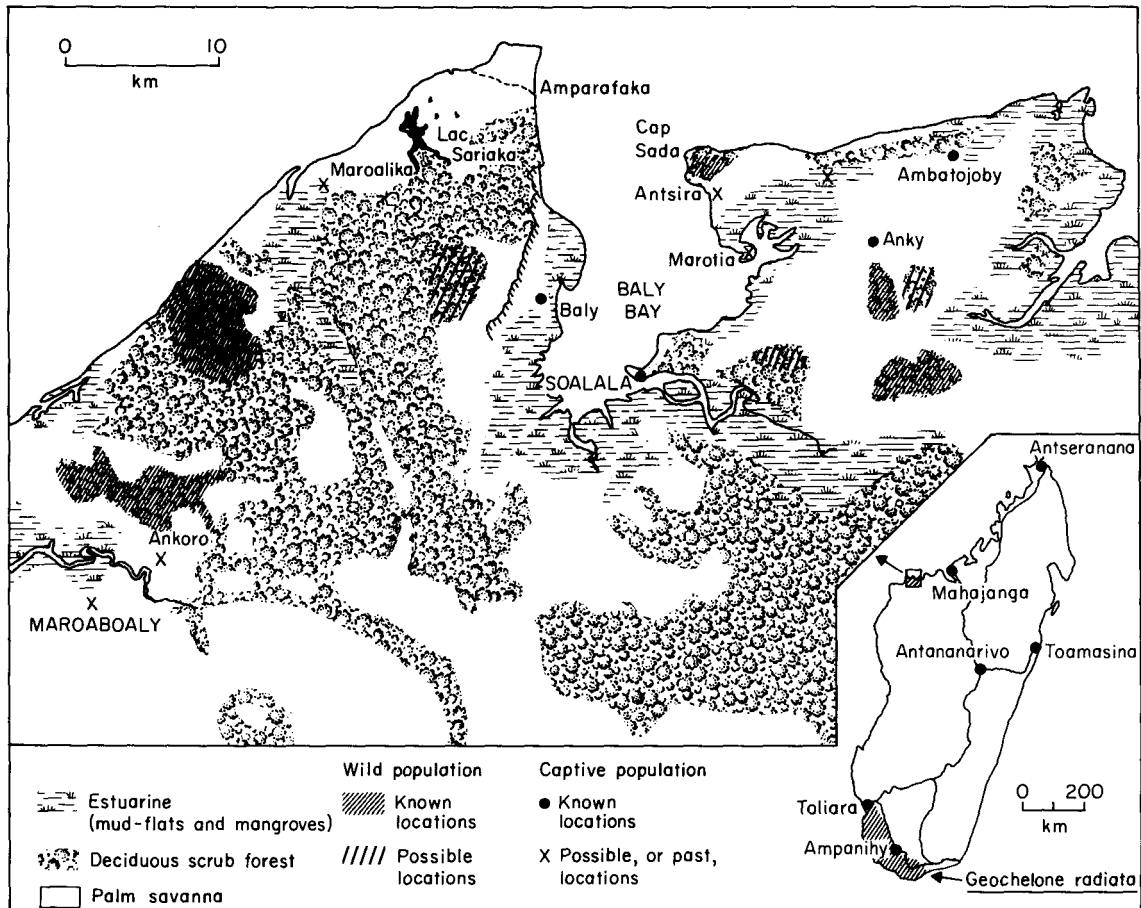 0 10
km
Amparafaka
Lac
Sariaka
Maroalika
Cap
Sada
Antsira
Ambatojoby
Marotia
Anky
Baly
BALY
BAY
SOALALA
Ankoro
MAROABOALY
Antseranana
Mahajanga
Antananarivo
Toamasina
Toliara
Ampanihy
0 200
km
Geochelone radiata
Estuarine
(mud-flats and mangroves)
Deciduous scrub forest
Palm savanna
Wild population
Known
locations
Possible
locations
Captive population
Known
locations
X Possible, or past,
locations